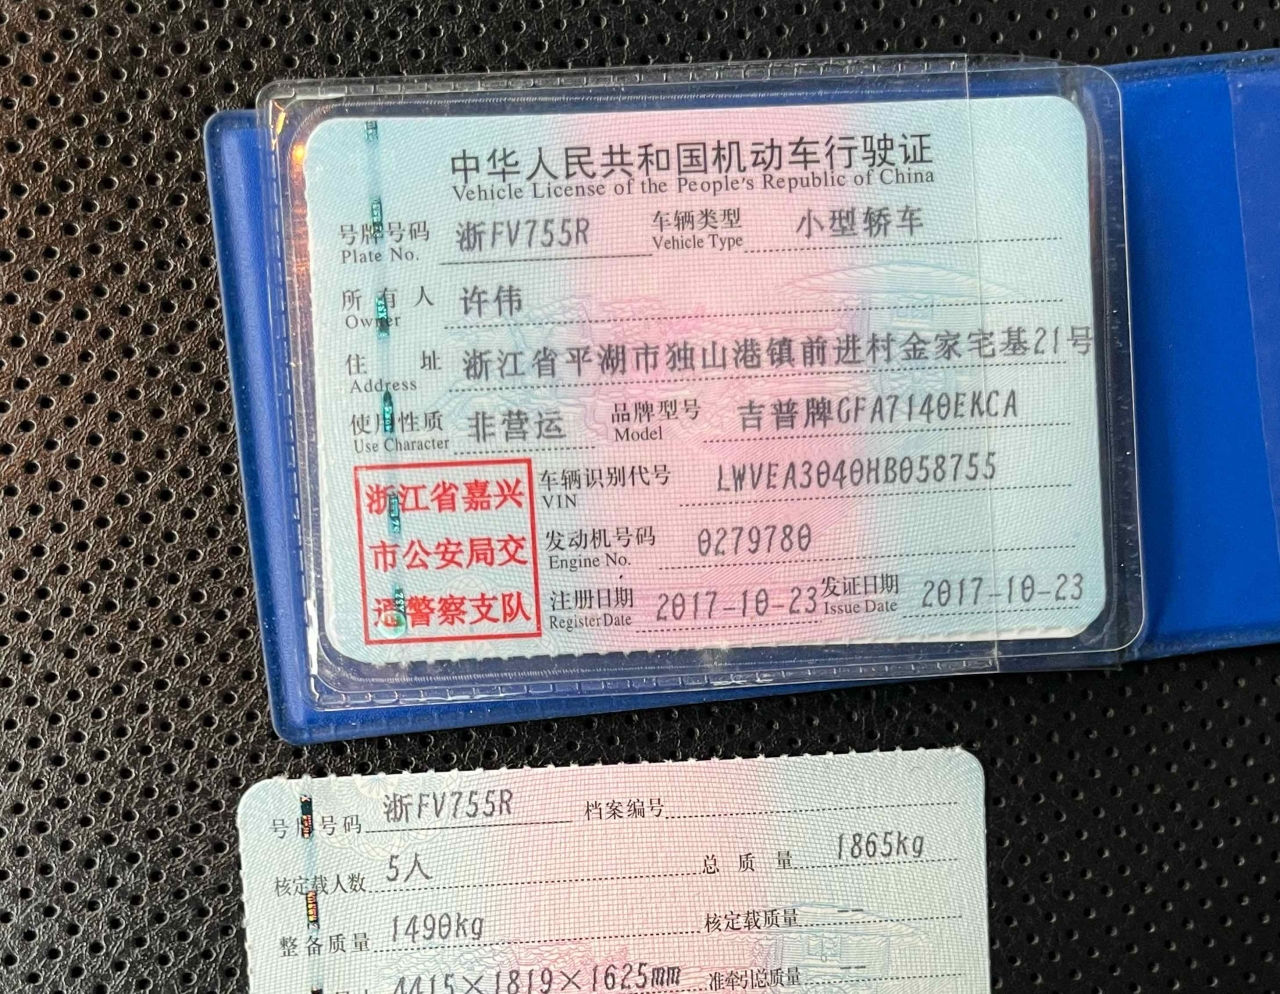 中华人民共和国机动车行驶证
Vehicle License of the People's Republic of China
号牌号码 浙FV755R 车辆类型 小型轿车
Plate No. Vehicle Type
所有人 许伟
Owner
住址 浙江省平湖市独山港镇前进村金家宅基21号
Address
使用性质 非营运 品牌型号 吉普牌GFA7140EKCA
Use Character Model
浙江省嘉兴
市公安局交
通警察支队
车辆识别代号 LWVEA3040HB058755
VIN
发动机号码 0279780
Engine No.
注册日期 2017-10-23 发证日期 2017-10-23
Register Date Issue Date
号牌号码 浙FV755R 档案编号
核定载人数 5人 总质量 1865kg
整备质量 1490kg 核定载质量 --
4415×1819×1625mm 准牵引总质量 --